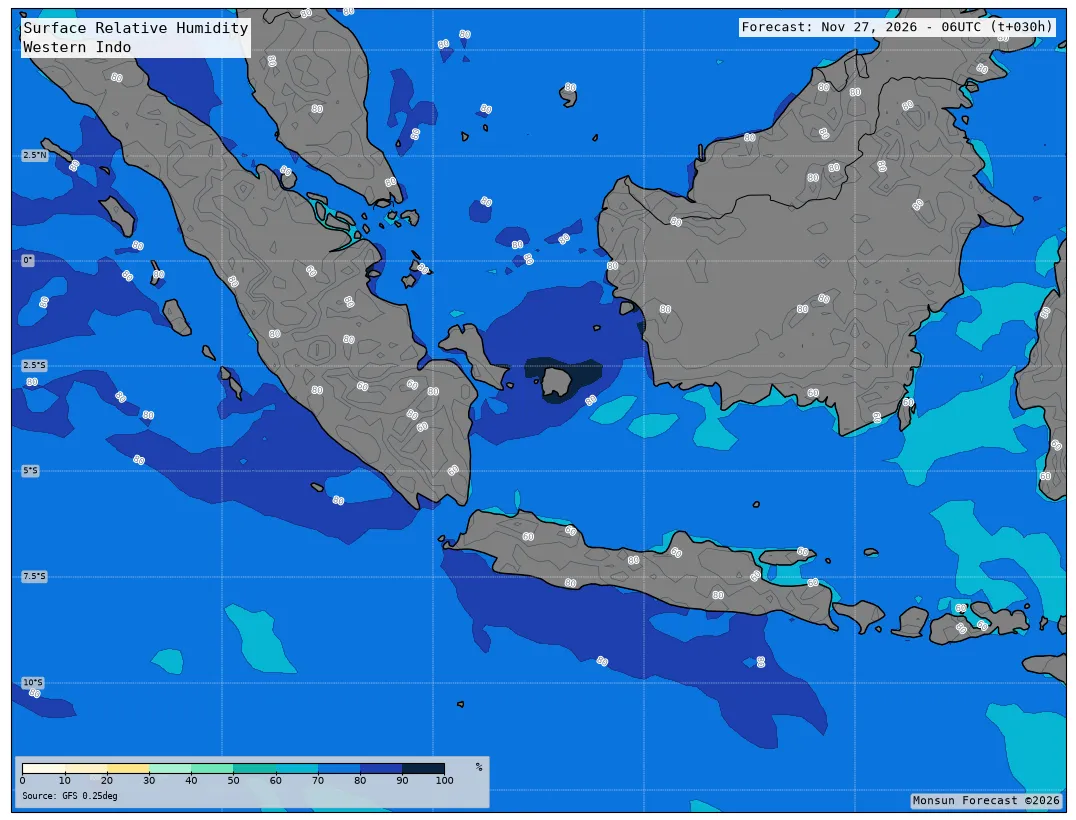 Surface Relative Humidity
Western Indo
Forecast: Nov 27, 2026 - 06UTC (t+030h)
2.5°N
0°
2.5°S
5°S
7.5°S
10°S
%
0 10 20 30 40 50 60 70 80 90 100
Source: GFS 0.25deg
Monsun Forecast ©2026